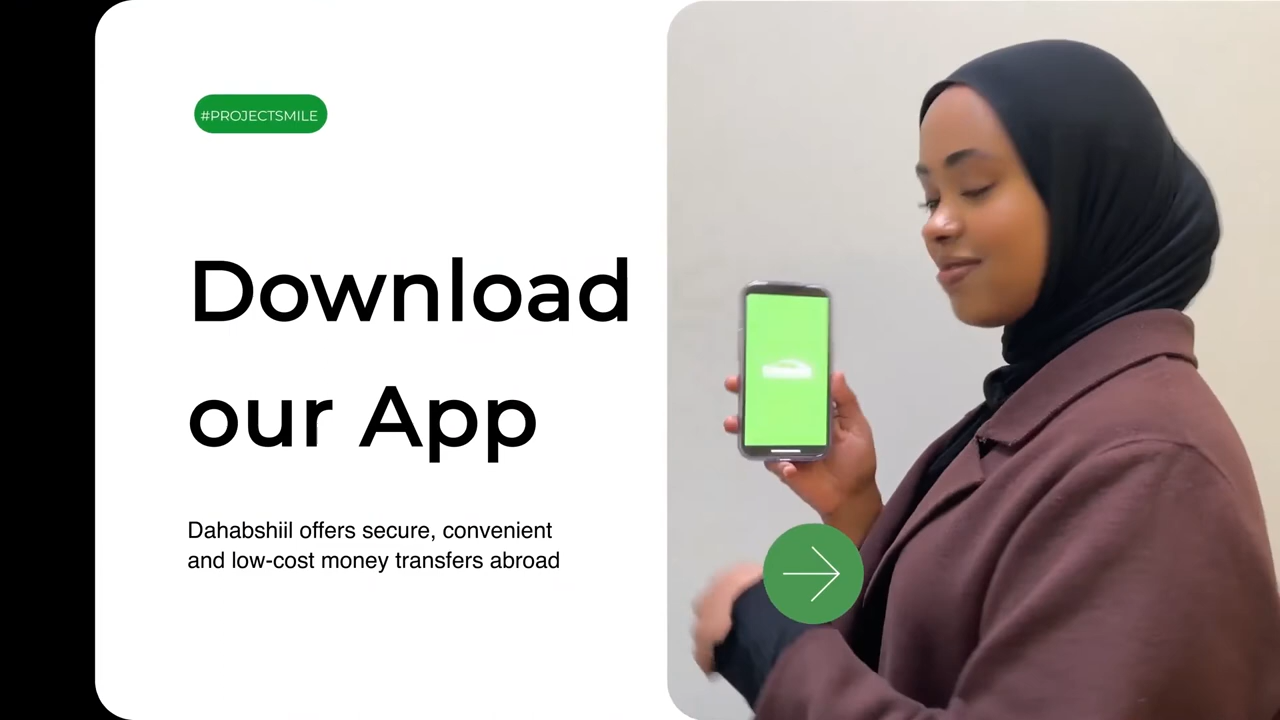 #PROJECTSMILE
Download
our App
Dahabshiil offers secure, convenient
and low-cost money transfers abroad